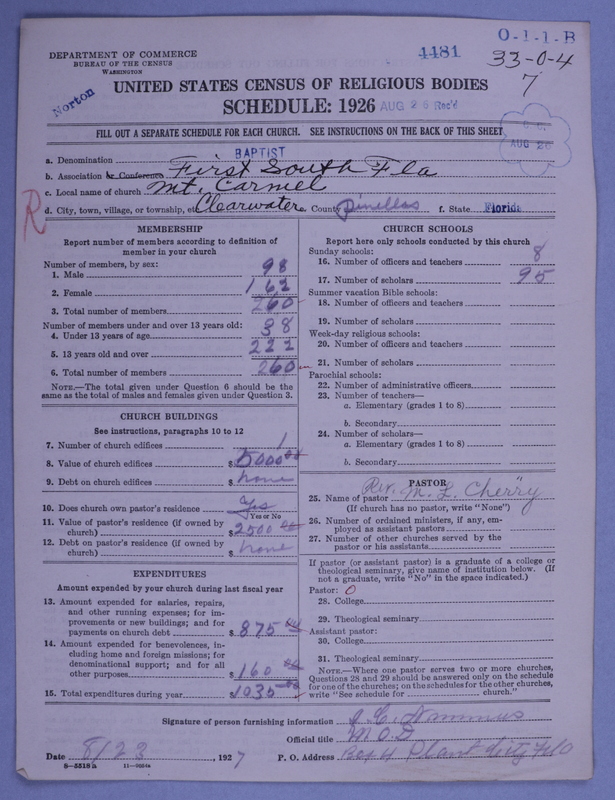 O-1-1-B
4481
33-0-4
7
DEPARTMENT OF COMMERCE
BUREAU OF THE CENSUS
WASHINGTON
Norton
UNITED STATES CENSUS OF RELIGIOUS BODIES
SCHEDULE: 1926
AUG 26 Rec'd
FILL OUT A SEPARATE SCHEDULE FOR EACH CHURCH. SEE INSTRUCTIONS ON THE BACK OF THIS SHEET
AUG 26
a. Denomination BAPTIST
b. Association or Conference First South Fla
c. Local name of church Mt. Carmel
d. City, town, village, or township, etc. Clearwater e. County Pinellas f. State Florida
R
MEMBERSHIP
Report number of members according to definition of
member in your church
Number of members, by sex:
1. Male 98
2. Female 162
3. Total number of members 260
Number of members under and over 13 years old:
4. Under 13 years of age 38
5. 13 years old and over 222
6. Total number of members 260
NOTE.—The total given under Question 6 should be the
same as the total of males and females given under Question 3.
CHURCH BUILDINGS
See instructions, paragraphs 10 to 12
7. Number of church edifices 1
8. Value of church edifices $ 5000 00
9. Debt on church edifices $ none
10. Does church own pastor's residence Yes
Yes or No
11. Value of pastor's residence (if owned by
church) $ 2500 00
12. Debt on pastor's residence (if owned by
church) $ none
EXPENDITURES
Amount expended by your church during last fiscal year
13. Amount expended for salaries, repairs,
and other running expenses; for im-
provements or new buildings; and for
payments on church debt $ 875 00
14. Amount expended for benevolences, in-
cluding home and foreign missions; for
denominational support; and for all
other purposes $ 160 00
15. Total expenditures during year $ 1035 00
CHURCH SCHOOLS
Report here only schools conducted by this church
Sunday schools:
16. Number of officers and teachers 8
17. Number of scholars 95
Summer vacation Bible schools:
18. Number of officers and teachers
19. Number of scholars
Week-day religious schools:
20. Number of officers and teachers
21. Number of scholars
Parochial schools:
22. Number of administrative officers
23. Number of teachers—
a. Elementary (grades 1 to 8)
b. Secondary
24. Number of scholars—
a. Elementary (grades 1 to 8)
b. Secondary
PASTOR
25. Name of pastor Rev. M. L. Cherry
(If church has no pastor, write "None")
26. Number of ordained ministers, if any, em-
ployed as assistant pastors
27. Number of other churches served by the
pastor or his assistants
If pastor (or assistant pastor) is a graduate of a college or
theological seminary, give name of institution below. (If
not a graduate, write "No" in the space indicated.)
Pastor: 0
28. College
29. Theological seminary
Assistant pastor:
30. College
31. Theological seminary
NOTE.—Where one pastor serves two or more churches,
Questions 28 and 29 should be answered only on the schedule
for one of the churches; on the schedules for the other churches,
write "See schedule for church."
Signature of person furnishing information J. C.
Official title
Date 8/23, 1927 P. O. Address Box 4 Plant City Fla
S-5518 a 11-9054a